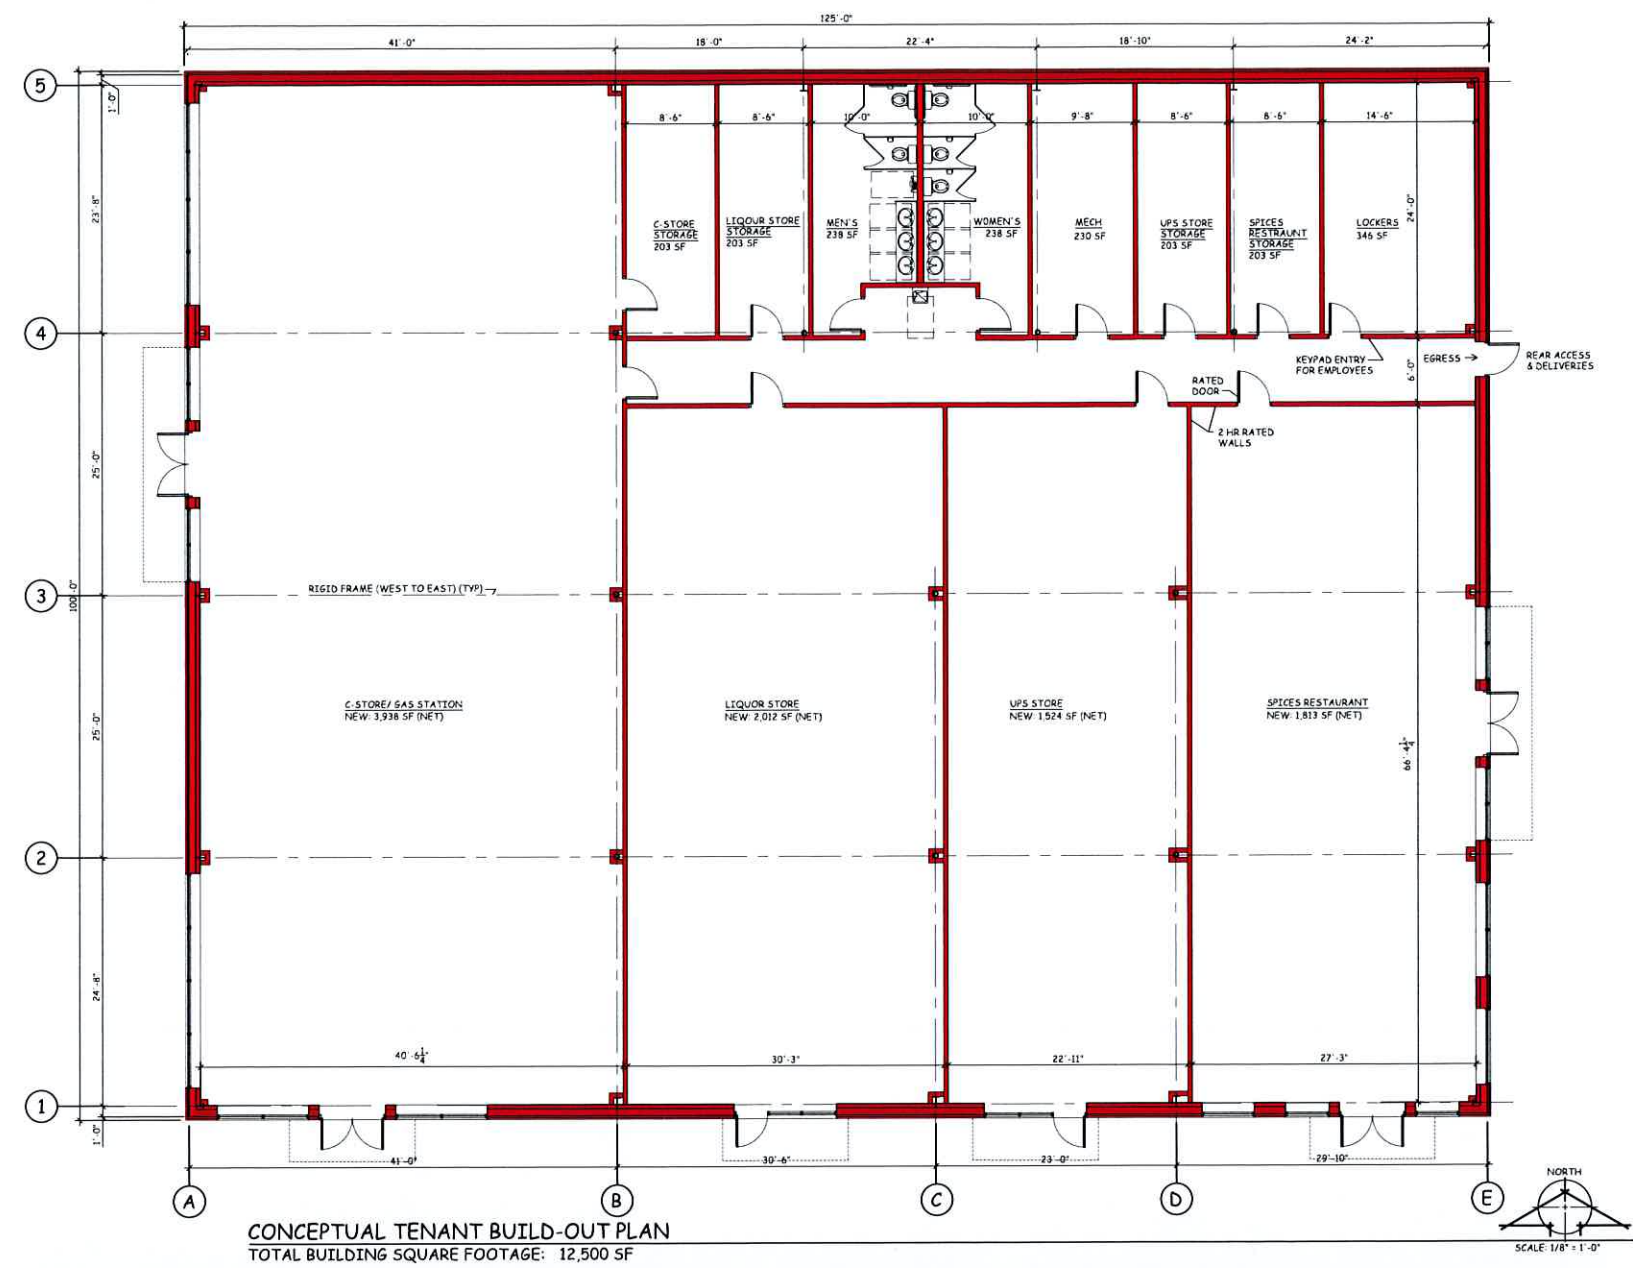 125'-0"
41'-0"
18'-0"
22'-4"
18'-10"
24'-2"
5
1'-0"
8'-6"
8'-6"
10'-0"
10'-0"
9'-8"
8'-6"
8'-6"
14'-6"
23'-8"
24'-0"
C-STORE
STORAGE
203 SF
LIQOUR STORE
STORAGE
203 SF
MEN'S
238 SF
WOMEN'S
238 SF
MECH
230 SF
UPS STORE
STORAGE
203 SF
SPICES
RESTRAUNT
STORAGE
203 SF
LOCKERS
346 SF
4
KEYPAD ENTRY
FOR EMPLOYEES
EGRESS
REAR ACCESS
& DELIVERIES
6'-0"
RATED
DOOR
2 HR RATED
WALLS
25'-0"
3
100'-0"
RIGID FRAME (WEST TO EAST) (TYP)
C-STORE/ GAS STATION
NEW: 3,938 SF (NET)
LIQUOR STORE
NEW: 2,012 SF (NET)
UPS STORE
NEW: 1,524 SF (NET)
SPICES RESTAURANT
NEW: 1,813 SF (NET)
25'-0"
66'-4 1/4"
2
24'-8"
40'-6 1/4"
30'-3"
22'-11"
27'-3"
1
1'-0"
41'-0"
30'-6"
23'-0"
29'-10"
A
B
C
D
E
NORTH
CONCEPTUAL TENANT BUILD-OUT PLAN
TOTAL BUILDING SQUARE FOOTAGE: 12,500 SF
SCALE: 1/8" = 1'-0"